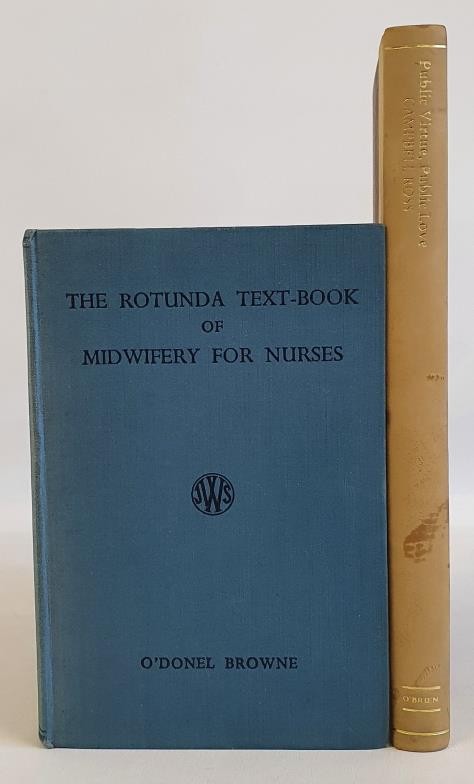 THE ROTUNDA TEXT-BOOK
OF
MIDWIFERY FOR NURSES
JWS
O'DONEL BROWNE
Public Virtue, Public Love
CAMPBELL ROSS
O'BRIEN